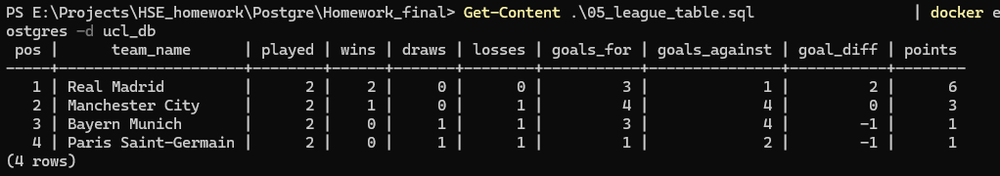 PS E:\Projects\HSE_homework\Postgre\Homework_final> Get-Content .\05_league_table.sql | docker e
ostgres -d ucl_db
 pos | team_name | played | wins | draws | losses | goals_for | goals_against | goal_diff | points
-----+---------------------+--------+------+-------+--------+-----------+---------------+-----------+--------
 1 | Real Madrid | 2 | 2 | 0 | 0 | 3 | 1 | 2 | 6
 2 | Manchester City | 2 | 1 | 0 | 1 | 4 | 4 | 0 | 3
 3 | Bayern Munich | 2 | 0 | 1 | 1 | 3 | 4 | -1 | 1
 4 | Paris Saint-Germain | 2 | 0 | 1 | 1 | 1 | 2 | -1 | 1
(4 rows)